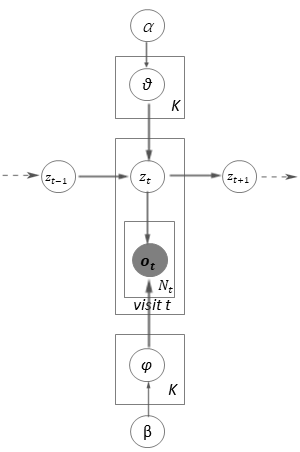 α
ϑ
K
z_{t−1}
z_t
z_{t+1}
o_t
N_t
visit t
φ
K
β